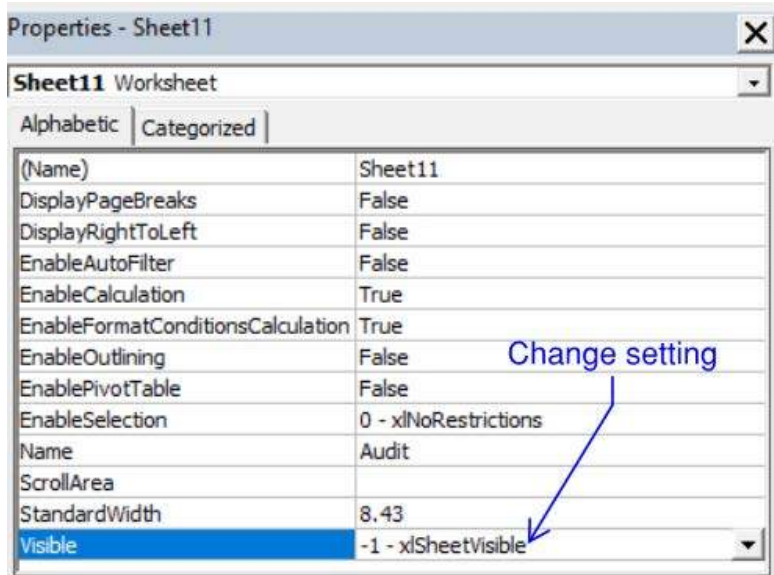 Properties - Sheet11
Sheet11 Worksheet
Alphabetic Categorized
(Name) Sheet11
DisplayPageBreaks False
DisplayRightToLeft False
EnableAutoFilter False
EnableCalculation True
EnableFormatConditionsCalculation True
EnableOutlining False
Change setting
EnablePivotTable False
EnableSelection 0 - xlNoRestrictions
Name Audit
ScrollArea
StandardWidth 8.43
Visible -1 - xlSheetVisible